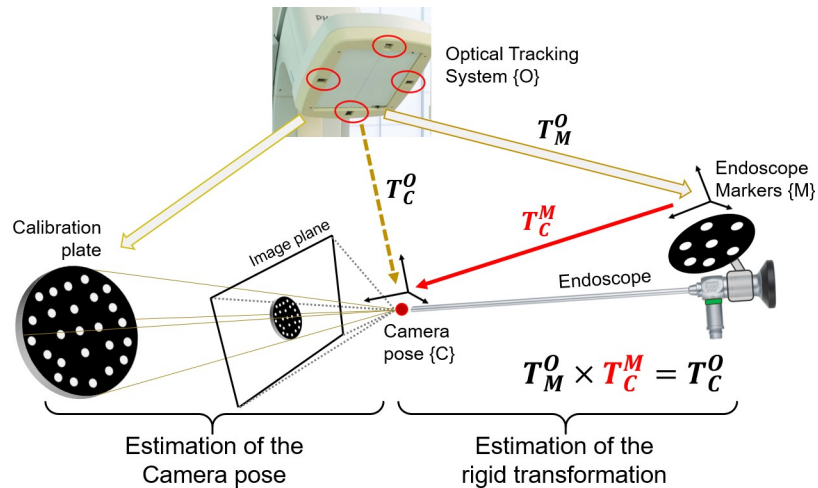 Optical Tracking
System {O}
T_M^O
Endoscope
Markers {M}
T_C^O
T_C^M
Calibration
plate
Image plane
Endoscope
Camera
pose {C}
T_M^O × T_C^M = T_C^O
Estimation of the
Camera pose
Estimation of the
rigid transformation